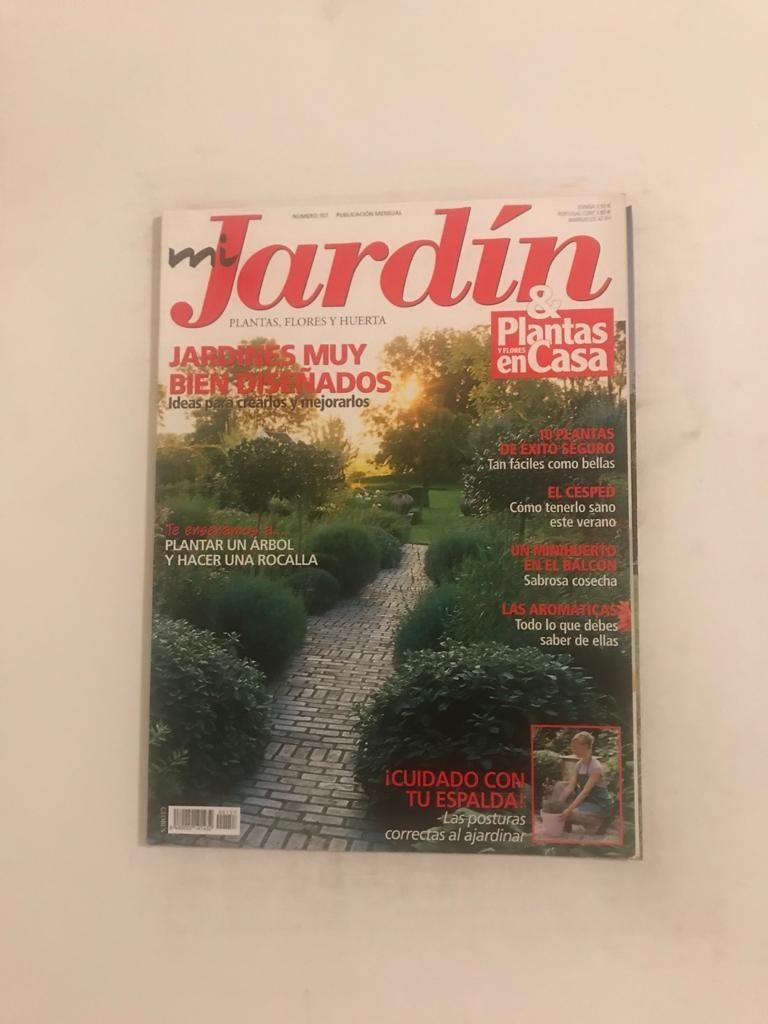 NÚMERO 157 PUBLICACIÓN MENSUAL
mi Jardín
PLANTAS, FLORES Y HUERTA
&
Plantas
Y FLORES
en Casa
JARDINES MUY
BIEN DISEÑADOS
Ideas para crearlos y mejorarlos
10 PLANTAS
DE ÉXITO SEGURO
Tan fáciles como bellas
EL CÉSPED
Cómo tenerlo sano
este verano
Te enseñamos a...
PLANTAR UN ÁRBOL
Y HACER UNA ROCALLA
UN MINIHUERTO
EN EL BALCÓN
Sabrosa cosecha
LAS AROMÁTICAS
Todo lo que debes
saber de ellas
¡CUIDADO CON
TU ESPALDA!
-Las posturas
correctas al ajardinar